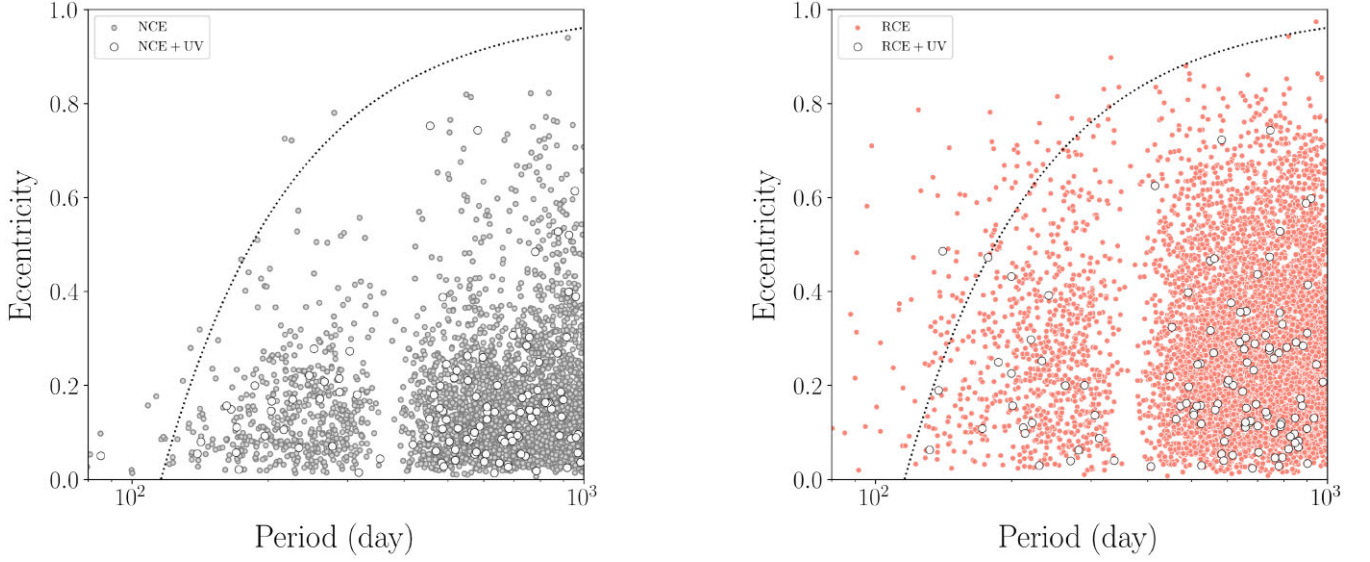 1.0
0.8
0.6
0.4
0.2
0.0
Eccentricity
NCE
NCE + UV
10²
10³
Period (day)
1.0
0.8
0.6
0.4
0.2
0.0
Eccentricity
RCE
RCE + UV
10²
10³
Period (day)